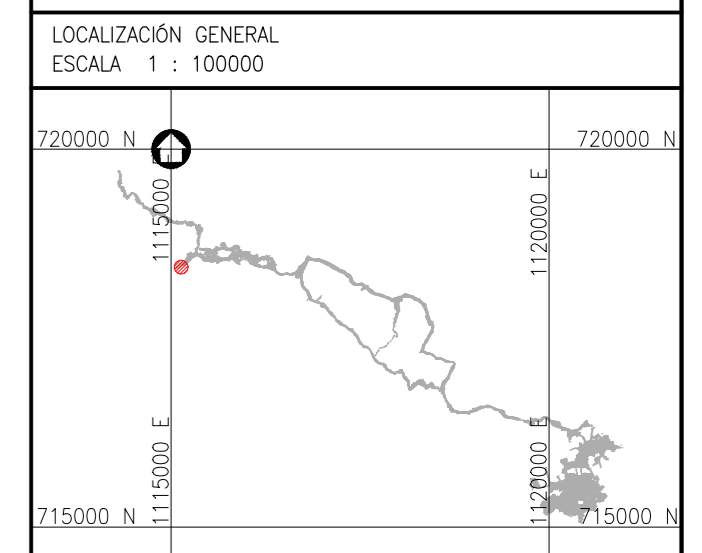 LOCALIZACIÓN GENERAL
ESCALA 1 : 100000
720000 N
720000 N
1115000 E
1120000 E
1115000 E
1120000 E
715000 N
715000 N